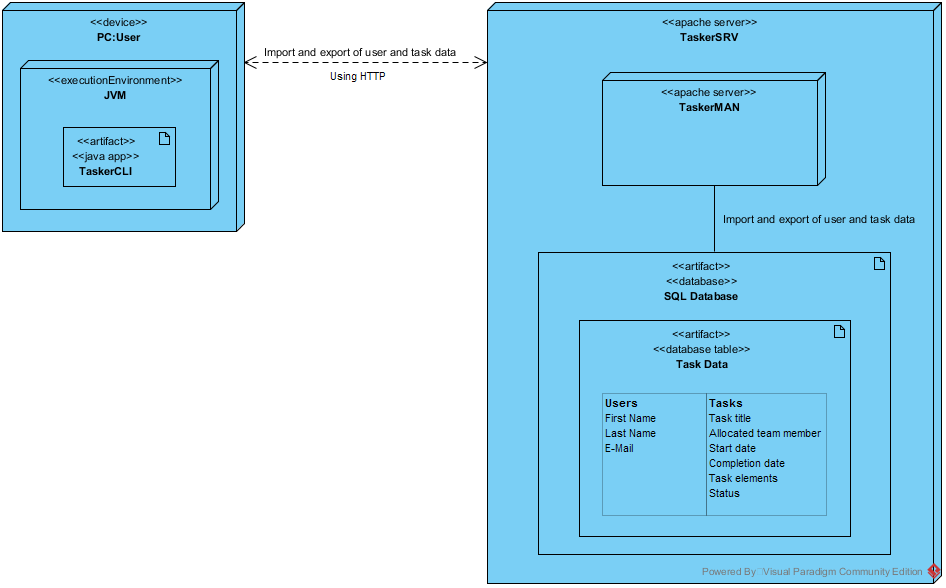 <<device>>
PC:User
<<executionEnvironment>>
JVM
<<artifact>>
<<java app>>
TaskerCLI
Import and export of user and task data
Using HTTP
<<apache server>>
TaskerSRV
<<apache server>>
TaskerMAN
Import and export of user and task data
<<artifact>>
<<database>>
SQL Database
<<artifact>>
<<database table>>
Task Data
Users
First Name
Last Name
E-Mail
Tasks
Task title
Allocated team member
Start date
Completion date
Task elements
Status
Powered By Visual Paradigm Community Edition